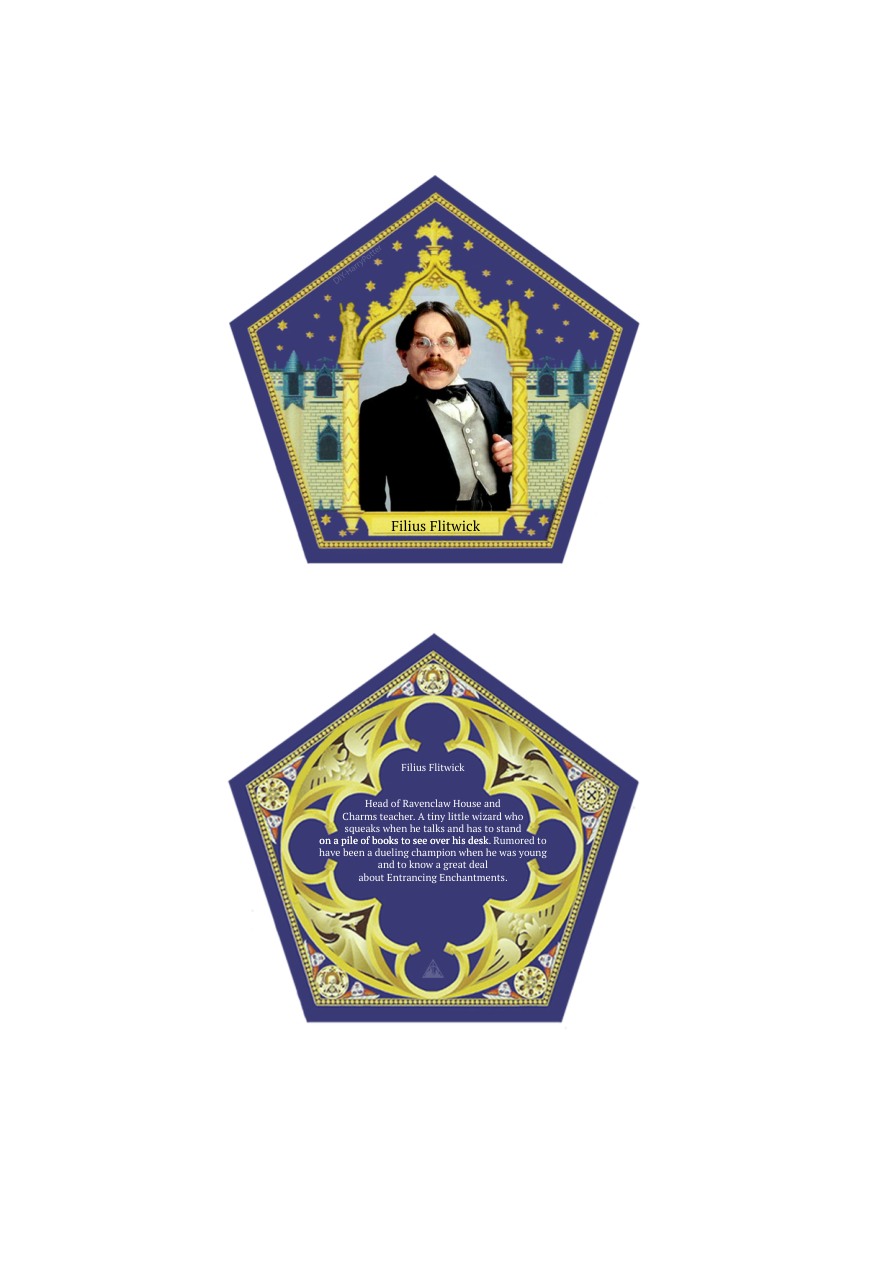 DIY HarryPotter
Filius Flitwick
Filius Flitwick
Head of Ravenclaw House and
Charms teacher. A tiny little wizard who
squeaks when he talks and has to stand
on a pile of books to see over his desk. Rumored to
have been a dueling champion when he was young
and to know a great deal
about Entrancing Enchantments.